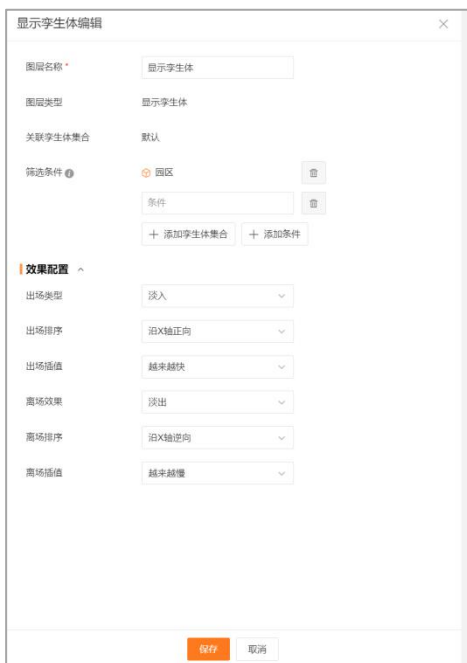 显示孪生体编辑
图层名称 *
显示孪生体
图层类型
显示孪生体
关联孪生体集合
默认
筛选条件
园区
条件
+ 添加孪生体集合
+ 添加条件
效果配置
出场类型
淡入
出场排序
沿X轴正向
出场插值
越来越快
离场效果
淡出
离场排序
沿X轴逆向
离场插值
越来越慢
保存
取消